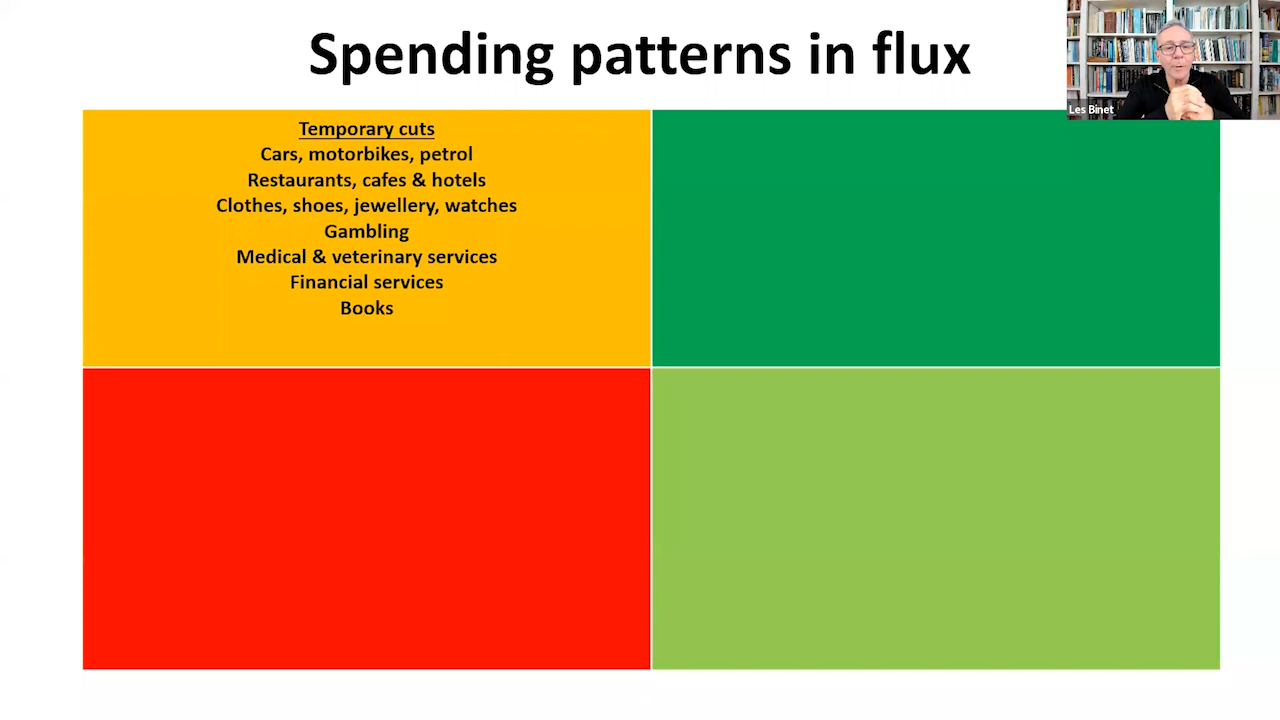 Spending patterns in flux
Les Binet
Temporary cuts
Cars, motorbikes, petrol
Restaurants, cafes & hotels
Clothes, shoes, jewellery, watches
Gambling
Medical & veterinary services
Financial services
Books